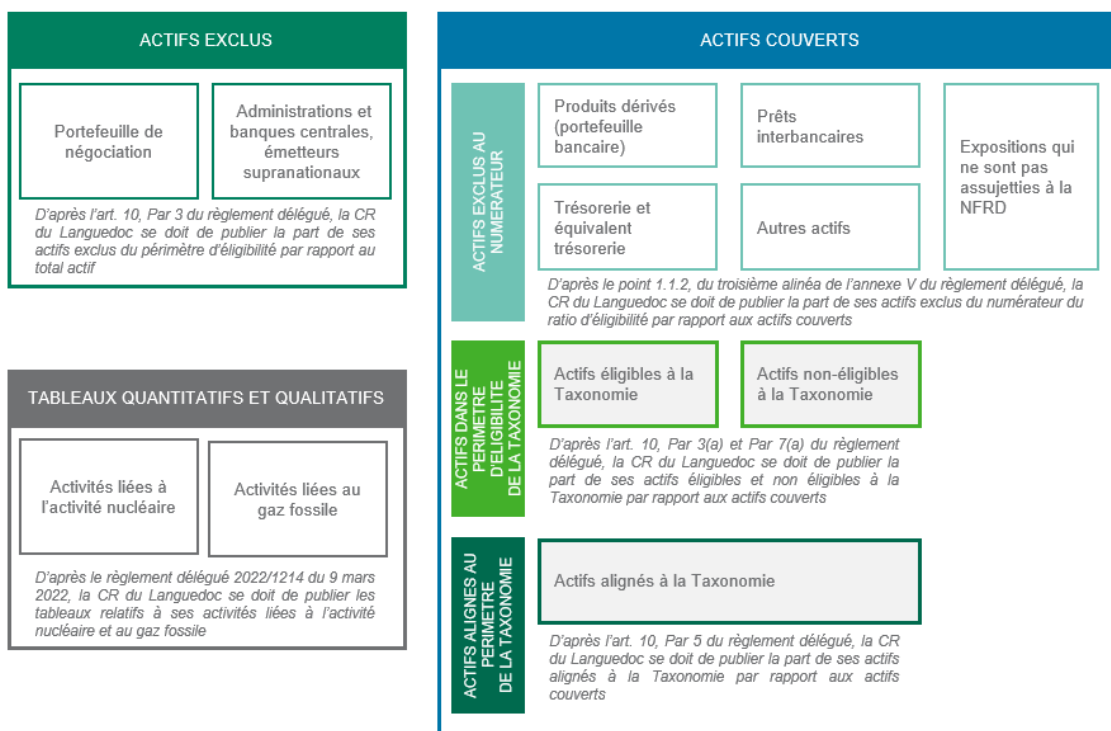 ACTIFS EXCLUS
Portefeuille de
négociation
Administrations et
banques centrales,
émetteurs
supranationaux
D'après l'art. 10, Par 3 du règlement délégué, la CR
du Languedoc se doit de publier la part de ses
actifs exclus du périmètre d'éligibilité par rapport au
total actif
TABLEAUX QUANTITATIFS ET QUALITATIFS
Activités liées à
l'activité nucléaire
Activités liées au
gaz fossile
D'après le règlement délégué 2022/1214 du 9 mars
2022, la CR du Languedoc se doit de publier les
tableaux relatifs à ses activités liées à l'activité
nucléaire et au gaz fossile
ACTIFS COUVERTS
ACTIFS EXCLUS AU
NUMERATEUR
Produits dérivés
(portefeuille
bancaire)
Prêts
interbancaires
Expositions qui
ne sont pas
assujetties à la
NFRD
Trésorerie et
équivalent
trésorerie
Autres actifs
D'après le point 1.1.2, du troisième alinéa de l'annexe V du règlement délégué, la
CR du Languedoc se doit de publier la part de ses actifs exclus du numérateur du
ratio d'éligibilité par rapport aux actifs couverts
ACTIFS DANS LE
PERIMETRE
D'ELIGIBILITE
DE LA TAXONOMIE
Actifs éligibles à la
Taxonomie
Actifs non-éligibles
à la Taxonomie
D'après l'art. 10, Par 3(a) et Par 7(a) du règlement
délégué, la CR du Languedoc se doit de publier la
part de ses actifs éligibles et non éligibles à la
Taxonomie par rapport aux actifs couverts
ACTIFS ALIGNES AU
PERIMETRE
DE LA TAXONOMIE
Actifs alignés à la Taxonomie
D'après l'art. 10, Par 5 du règlement délégué, la CR
du Languedoc se doit de publier la part de ses actifs
alignés à la Taxonomie par rapport aux actifs
couverts